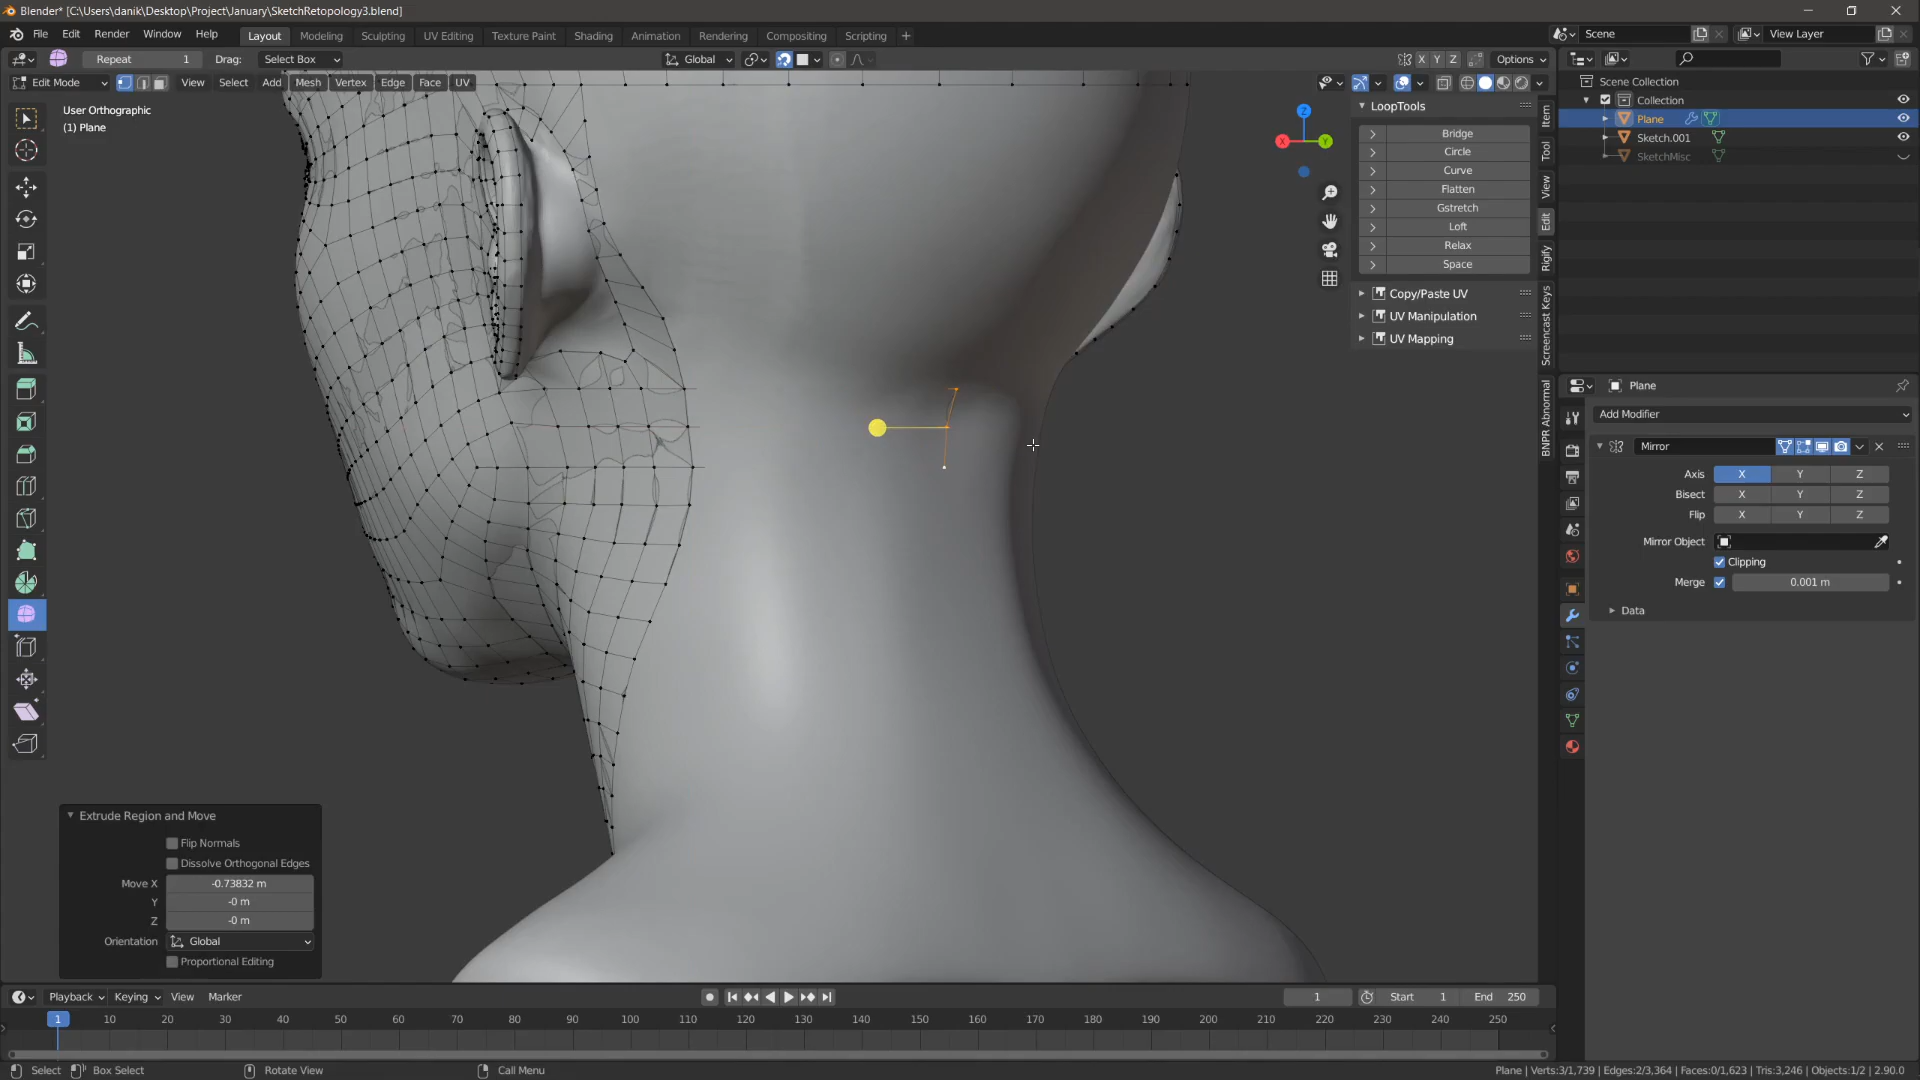 Blender* [C:\Users\danik\Desktop\Project\January\SketchRetopology3.blend]
File Edit Render Window Help Layout Modeling Sculpting UV Editing Texture Paint Shading Animation Rendering Compositing Scripting + Scene View Layer
Repeat 1 Drag: Select Box Global X Y Z Options
Edit Mode View Select Add Mesh Vertex Edge Face UV
User Orthographic
(1) Plane
Z
X
Y
LoopTools
Bridge
Circle
Curve
Flatten
Gstretch
Loft
Relax
Space
Copy/Paste UV
UV Manipulation
UV Mapping
Item
Tool
View
Edit
Rigify
Screencast Keys
BNPR Abnormal
Scene Collection
Collection
Plane
Sketch.001
SketchMisc
Plane
Add Modifier
Mirror
Axis X Y Z
Bisect X Y Z
Flip X Y Z
Mirror Object
Clipping
Merge 0.001 m
Data
Extrude Region and Move
Flip Normals
Dissolve Orthogonal Edges
Move X -0.73832 m
Y -0 m
Z -0 m
Orientation Global
Proportional Editing
Playback Keying View Marker 1 Start 1 End 250
1 10 20 30 40 50 60 70 80 90 100 110 120 130 140 150 160 170 180 190 200 210 220 230 240 250
Select Box Select Rotate View Call Menu Plane | Verts:3/1,739 | Edges:2/3,364 | Faces:0/1,623 | Tris:3,246 | Objects:1/2 | 2.90.0